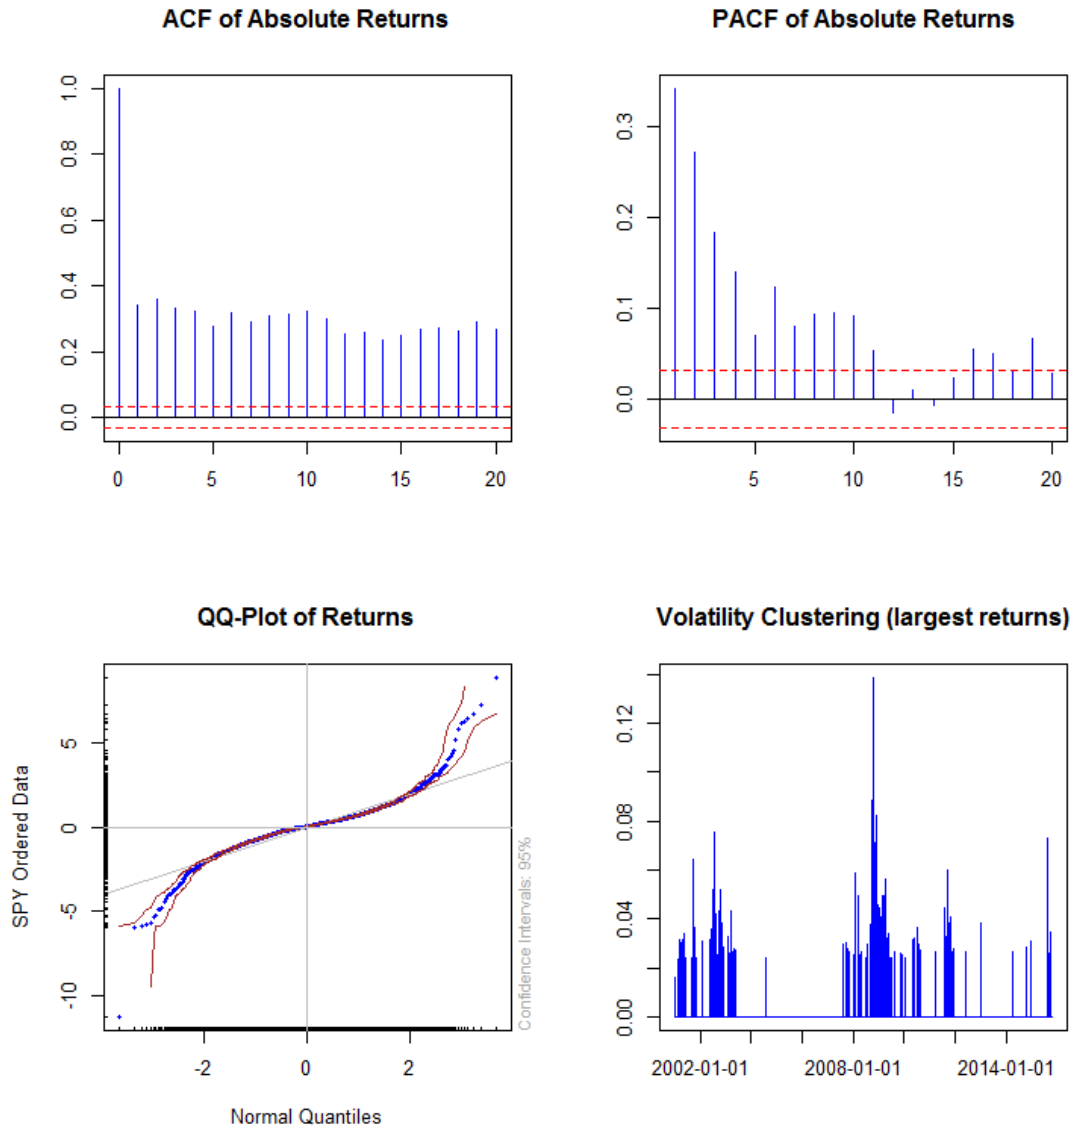 ACF of Absolute Returns
1.0
0.8
0.6
0.4
0.2
0.0
0 5 10 15 20
PACF of Absolute Returns
0.3
0.2
0.1
0.0
5 10 15 20
QQ-Plot of Returns
SPY Ordered Data
5
0
-5
-10
-2 0 2
Normal Quantiles
Confidence Intervals: 95%
Volatility Clustering (largest returns)
0.12
0.08
0.04
0.00
2002-01-01 2008-01-01 2014-01-01